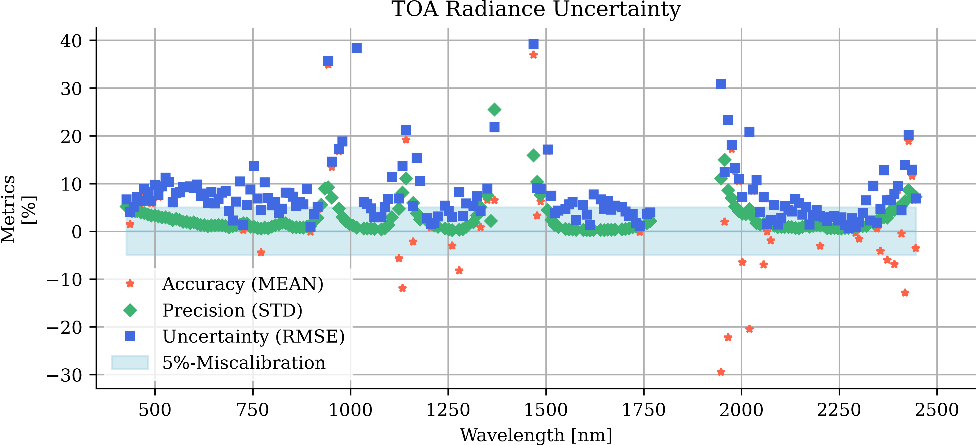 TOA Radiance Uncertainty
40
30
20
10
0
−10
−20
−30
Metrics
[%]
Accuracy (MEAN)
Precision (STD)
Uncertainty (RMSE)
5%-Miscalibration
500
750
1000
1250
1500
1750
2000
2250
2500
Wavelength [nm]